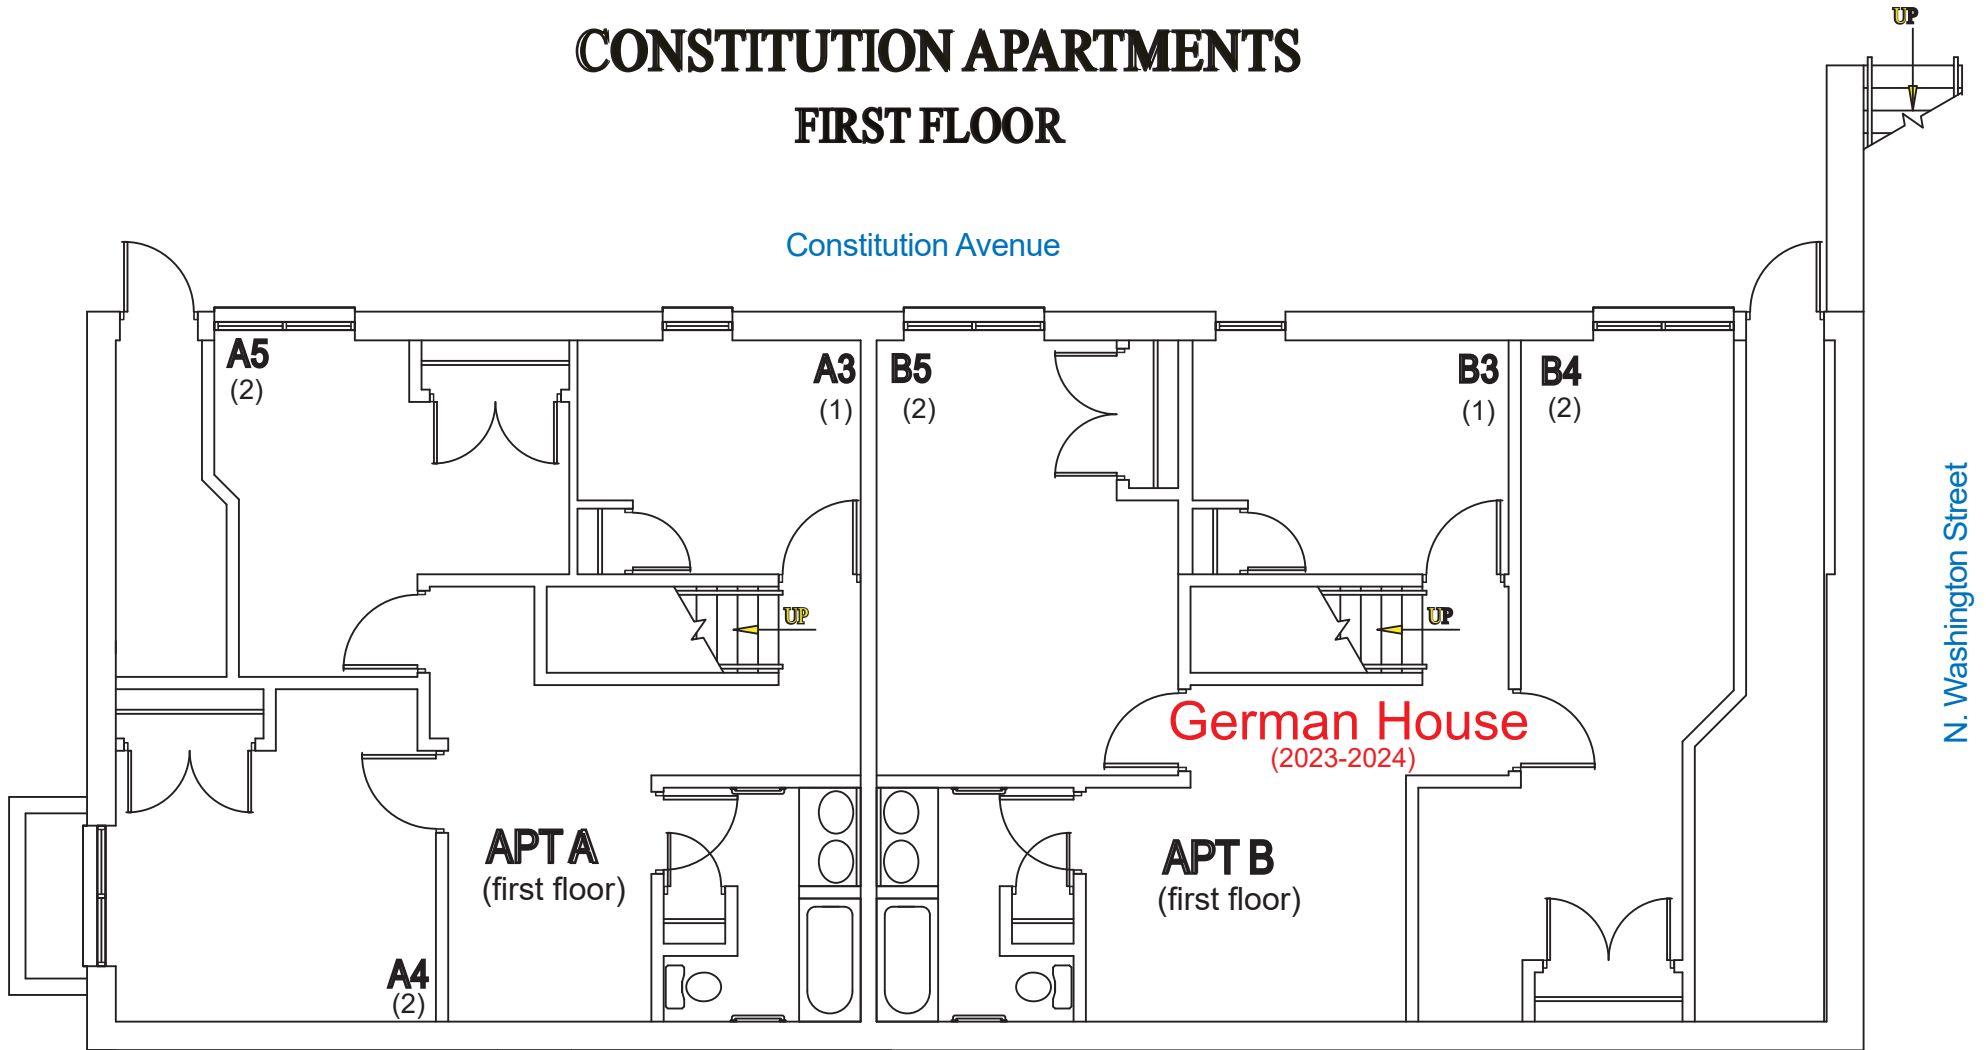 UP
CONSTITUTION APARTMENTS
FIRST FLOOR
Constitution Avenue
A5
(2)
A3
(1)
B5
(2)
B3
(1)
B4
(2)
N. Washington Street
UP
UP
German House
(2023-2024)
APT A
(first floor)
APT B
(first floor)
A4
(2)